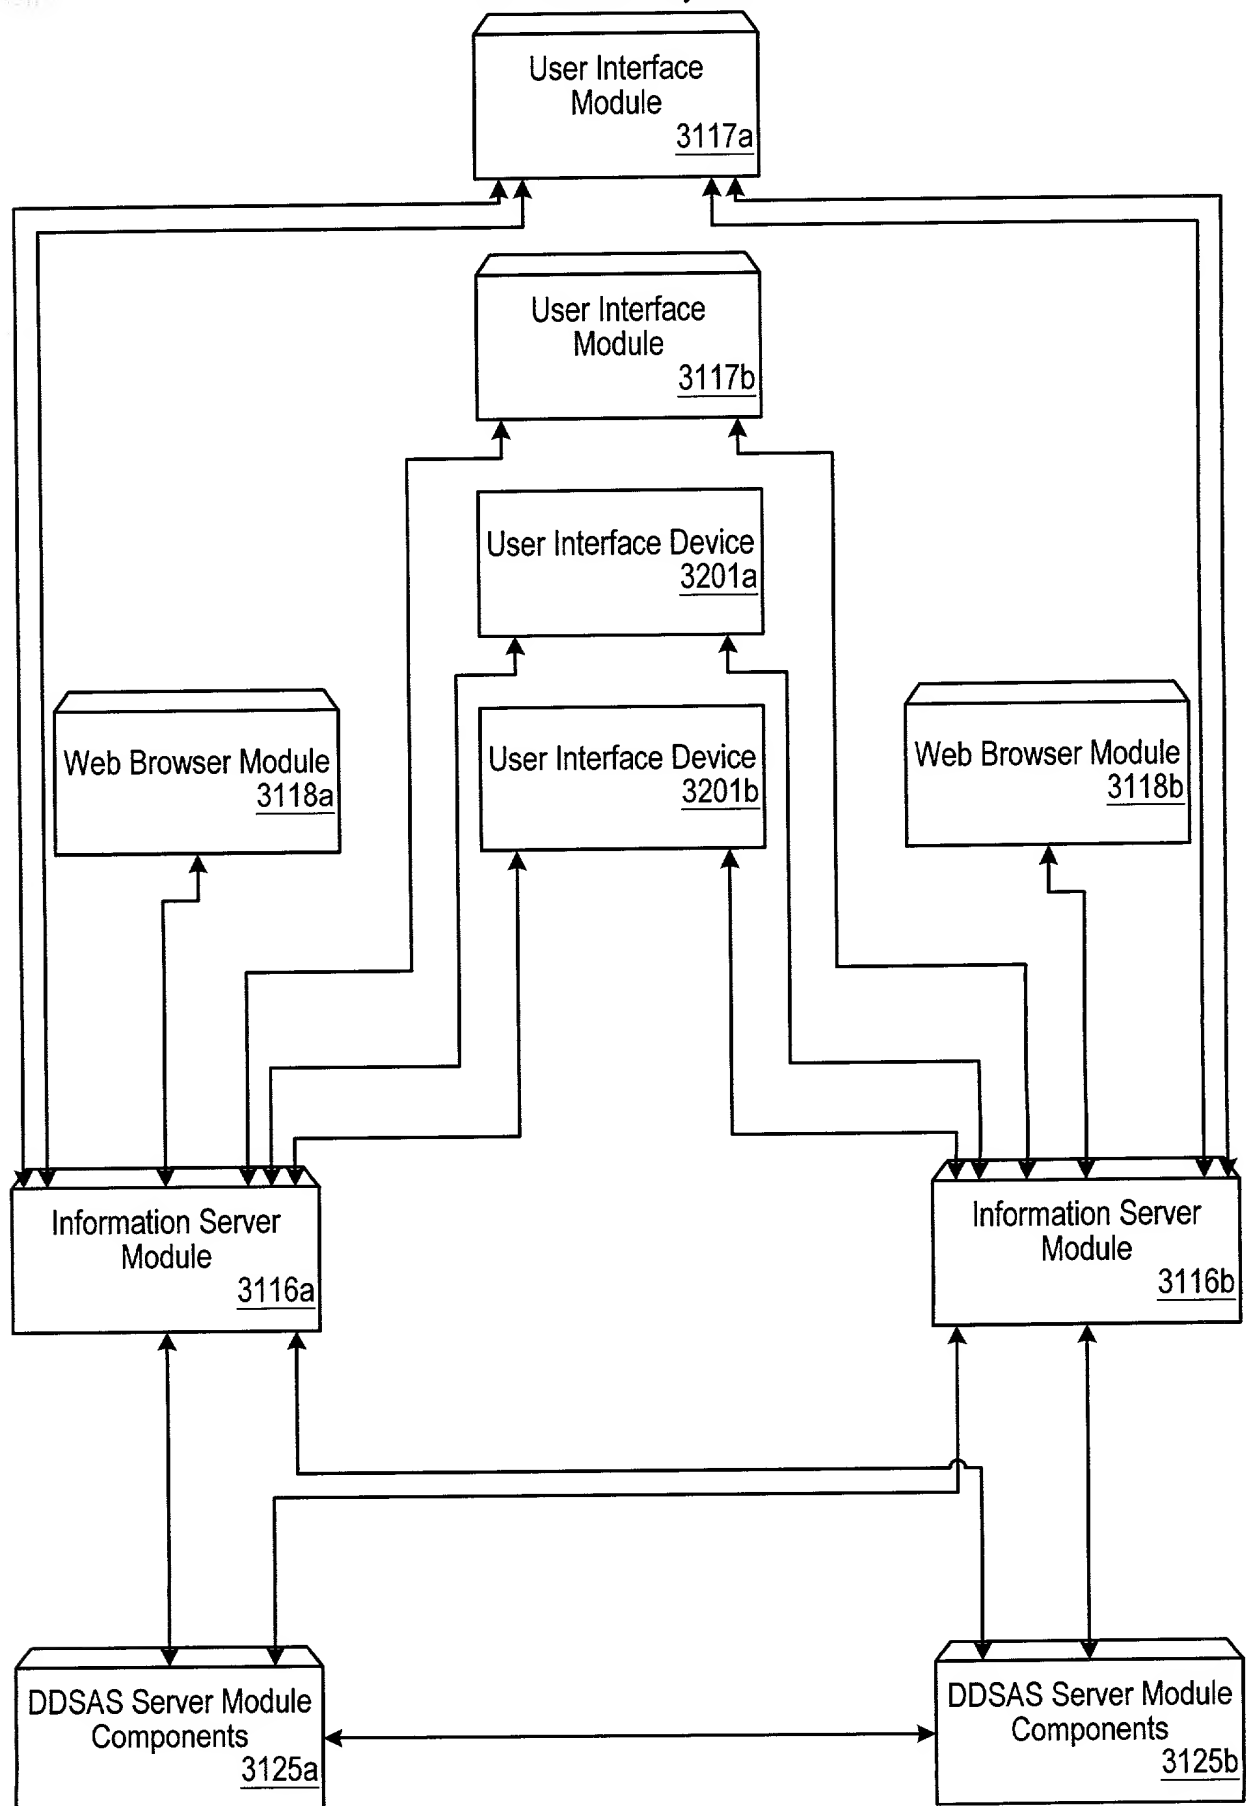 User Interface
Module
3117a
User Interface
Module
3117b
User Interface Device
3201a
Web Browser Module
3118a
User Interface Device
3201b
Web Browser Module
3118b
Information Server
Module
3116a
Information Server
Module
3116b
DDSAS Server Module
Components
3125a
DDSAS Server Module
Components
3125b